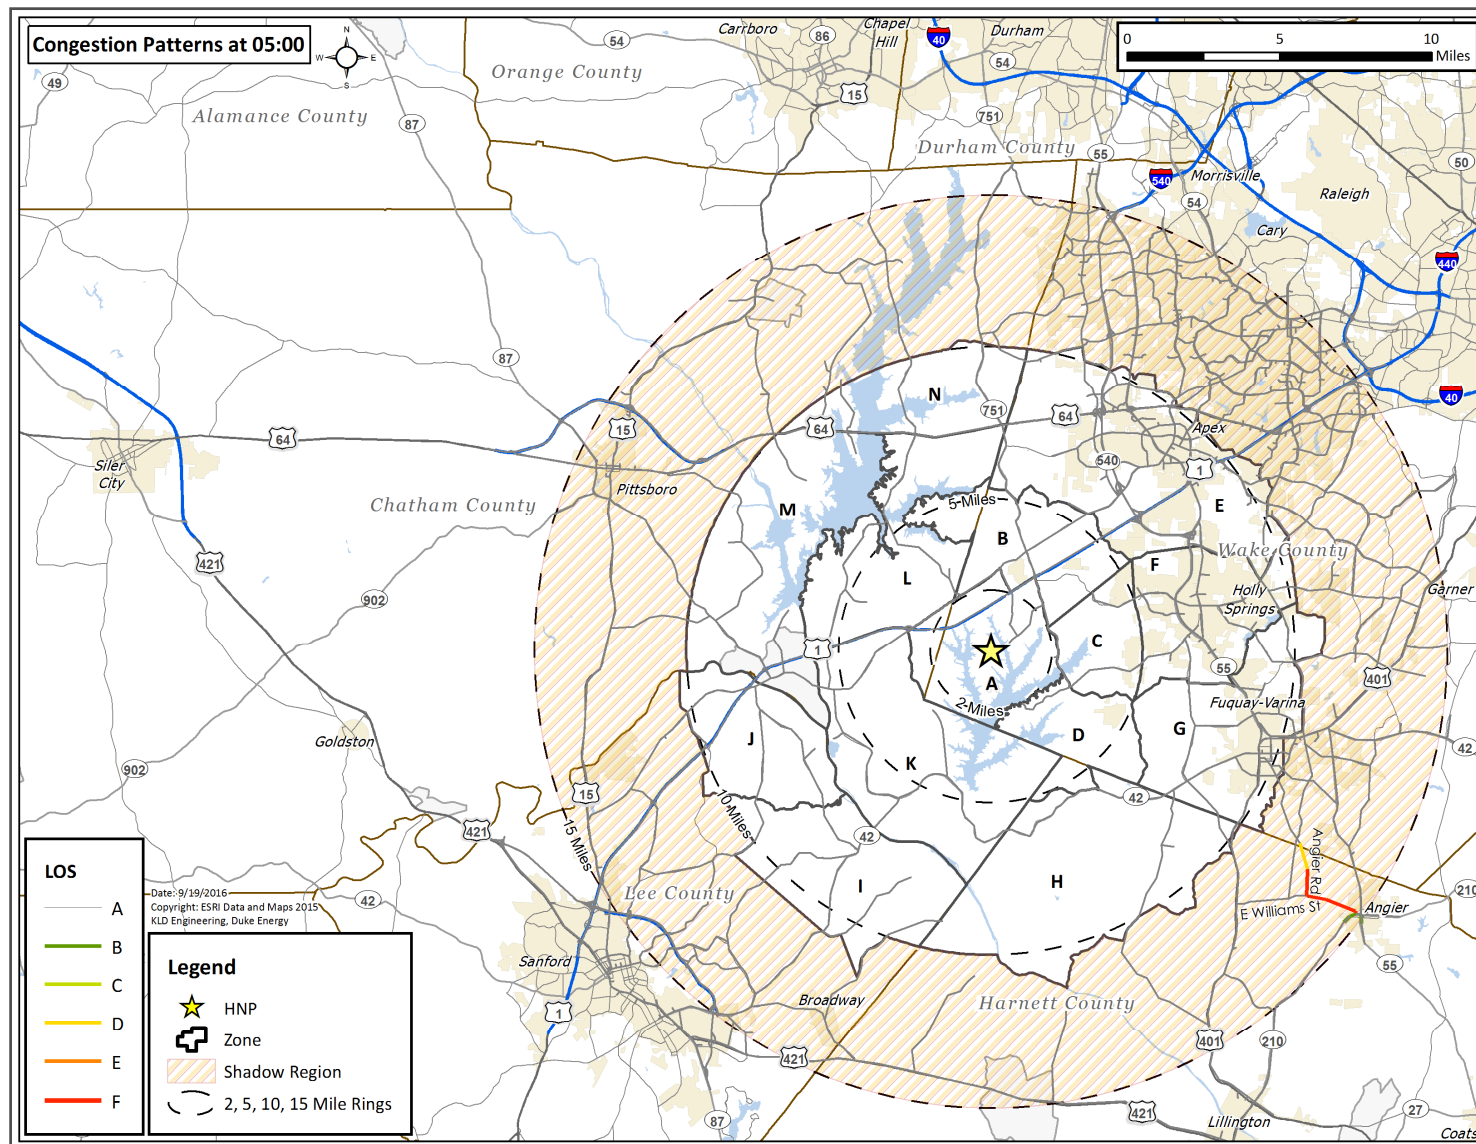 Congestion Patterns at 05:00
N
W
E
S
0
5
10
Miles
Carrboro
86
Chapel
Hill
40
Durham
54
54
Orange County
49
Alamance County
87
15
751
Durham County
55
540
Morrisville
50
54
Raleigh
Cary
440
87
40
N
751
64
15
64
64
Apex
540
1
Siler
City
Pittsboro
Chatham County
M
5 Miles
E
B
Wake County
421
L
F
902
Holly
Springs
Garner
C
1
A
55
401
2 Miles
Fuquay-Varina
Goldston
J
D
G
42
902
K
15
10 Miles
42
421
15 Miles
42
Angier Rd
LOS
A
B
C
D
E
F
Date: 9/19/2016
Copyright: ESRI Data and Maps 2015
KLD Engineering, Duke Energy
42
Lee County
I
H
210
E Williams St
Angier
Legend
HNP
Zone
Shadow Region
2, 5, 10, 15 Mile Rings
Sanford
55
Broadway
Harnett County
1
421
401
210
87
421
Lillington
27
Coats